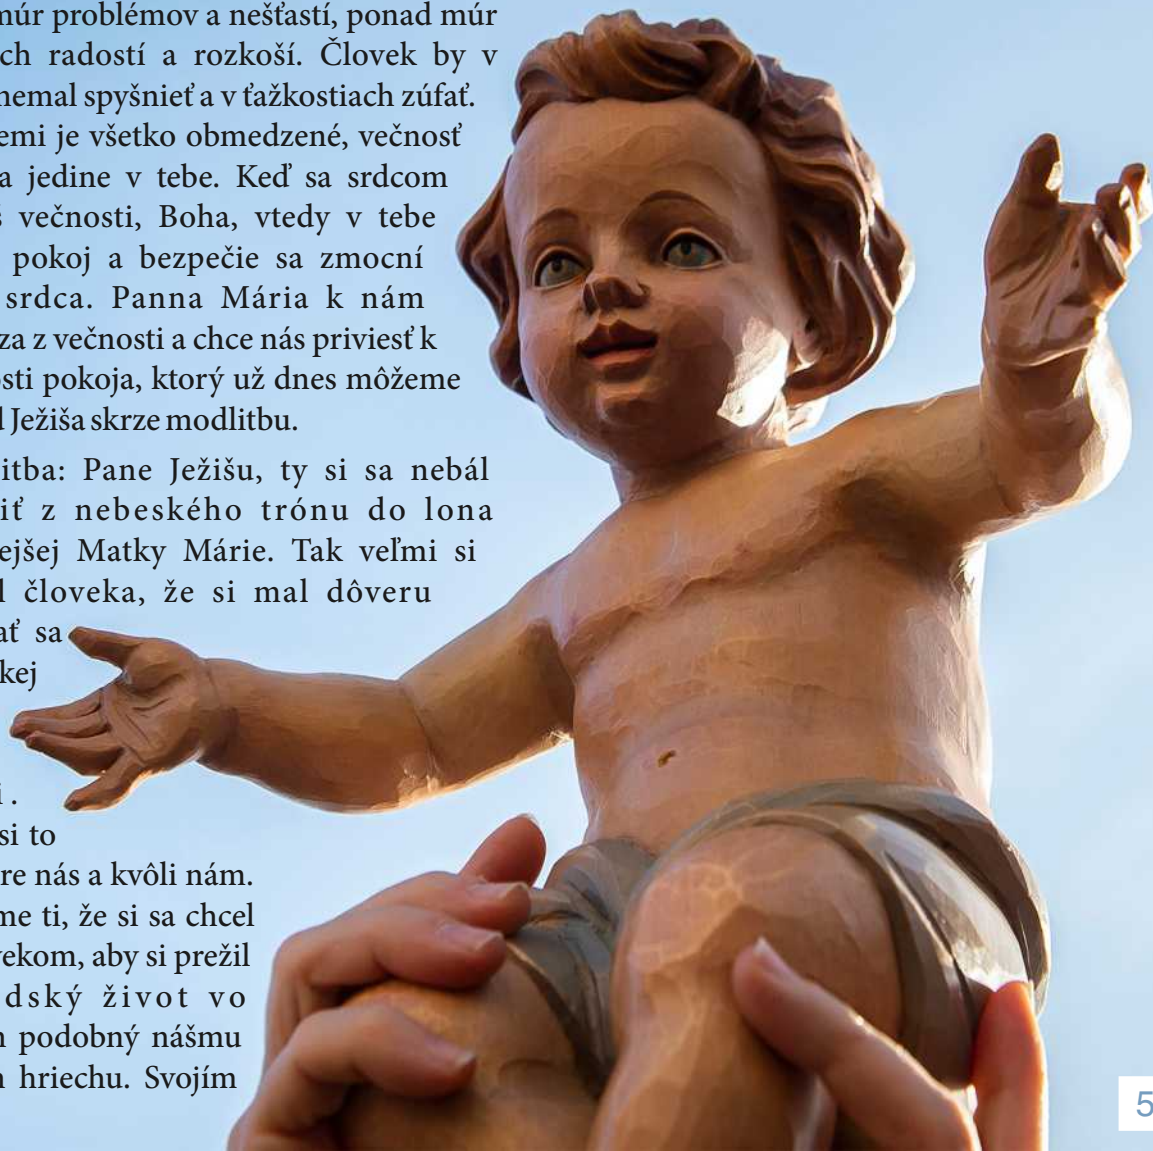 múr problémov a nešťastí, ponad múr
ch radostí a rozkoší. Človek by v
nemal spyšnieť a v ťažkostiach zúfať.
emi je všetko obmedzené, večnosť
a jedine v tebe. Keď sa srdcom
š večnosti, Boha, vtedy v tebe
pokoj a bezpečie sa zmocní
srdca. Panna Mária k nám
za z večnosti a chce nás priviesť k
osti pokoja, ktorý už dnes môžeme
d Ježiša skrze modlitbu.
itba: Pane Ježišu, ty si sa nebál
iť z nebeského trónu do lona
ejšej Matky Márie. Tak veľmi si
l človeka, že si mal dôveru
ať sa
kej
i.
si to
re nás a kvôli nám.
me ti, že si sa chcel
vekom, aby si prežil
dský život vo
m podobný nášmu
m hriechu. Svojím
5